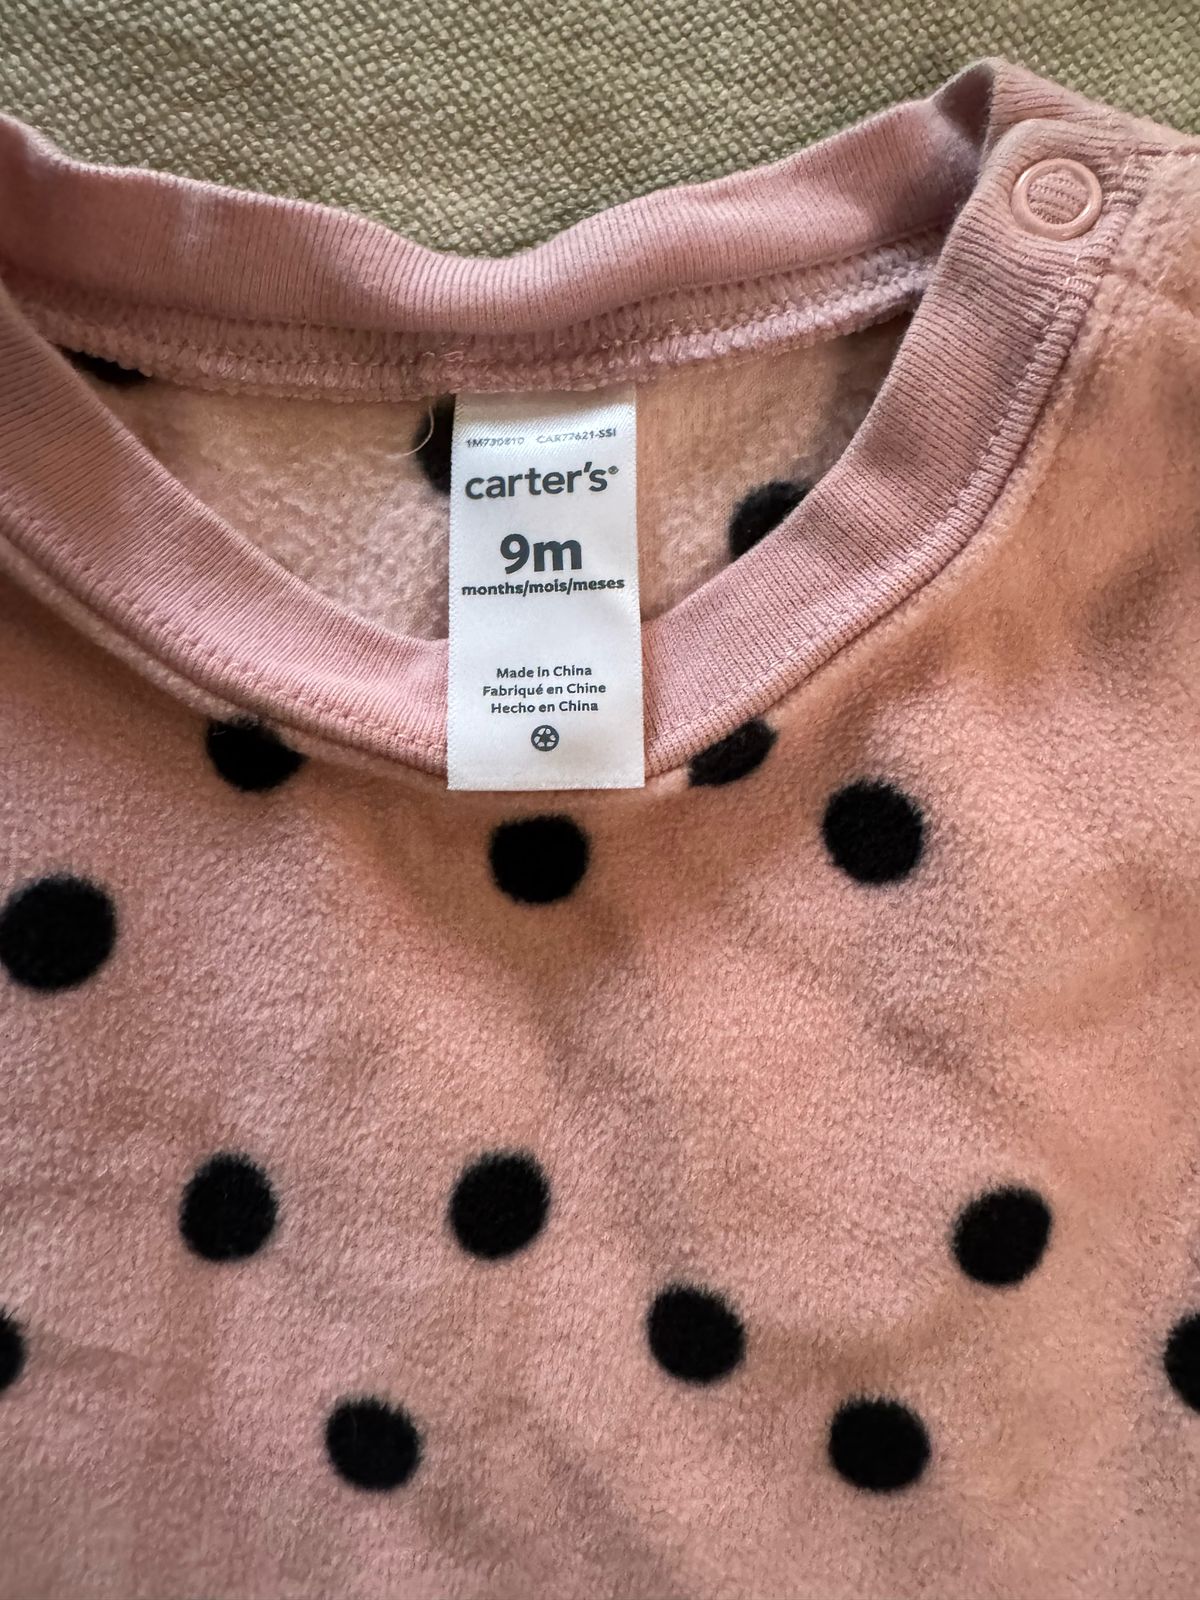 1M730810 CAR77621-SSI
carter's®
9m
months/mois/meses
Made in China
Fabriqué en Chine
Hecho en China